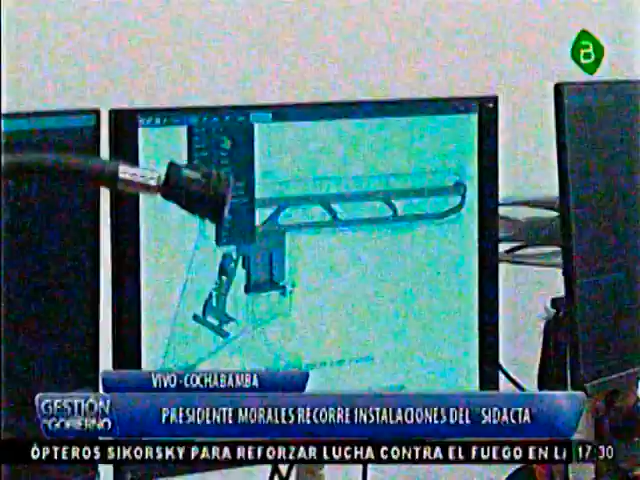 B
VIVO - COCHABAMBA
GESTIÓN
DE GOBIERNO
PRESIDENTE MORALES RECORRE INSTALACIONES DEL "SIDACTA"
ÓPTEROS SIKORSKY PARA REFORZAR LUCHA CONTRA EL FUEGO EN LA
17:30